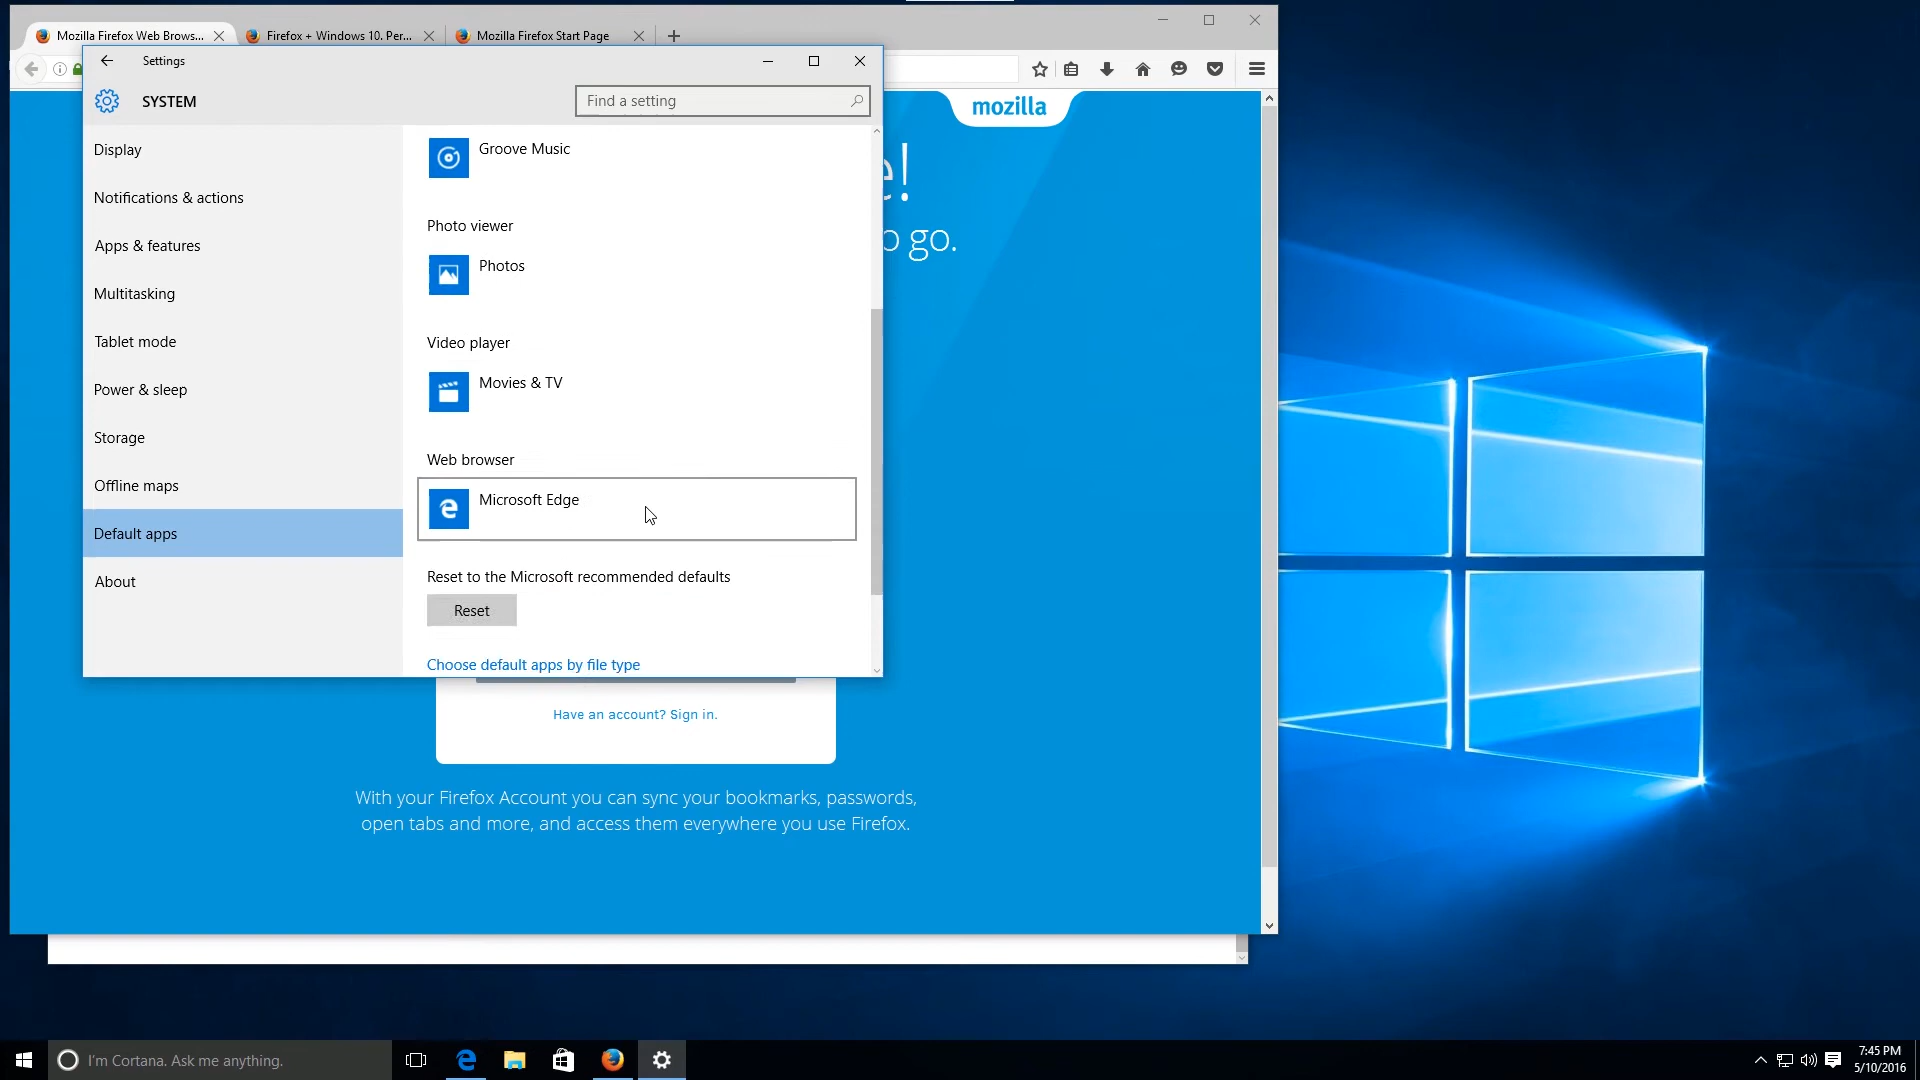 Mozilla Firefox Web Brows...
Firefox + Windows 10. Per...
Mozilla Firefox Start Page
Settings
SYSTEM
Find a setting
mozilla
e!
o go.
Display
Notifications & actions
Apps & features
Multitasking
Tablet mode
Power & sleep
Storage
Offline maps
Default apps
About
Groove Music
Photo viewer
Photos
Video player
Movies & TV
Web browser
Microsoft Edge
Reset to the Microsoft recommended defaults
Reset
Choose default apps by file type
Have an account? Sign in.
With your Firefox Account you can sync your bookmarks, passwords,
open tabs and more, and access them everywhere you use Firefox.
I'm Cortana. Ask me anything.
7:45 PM
5/10/2016